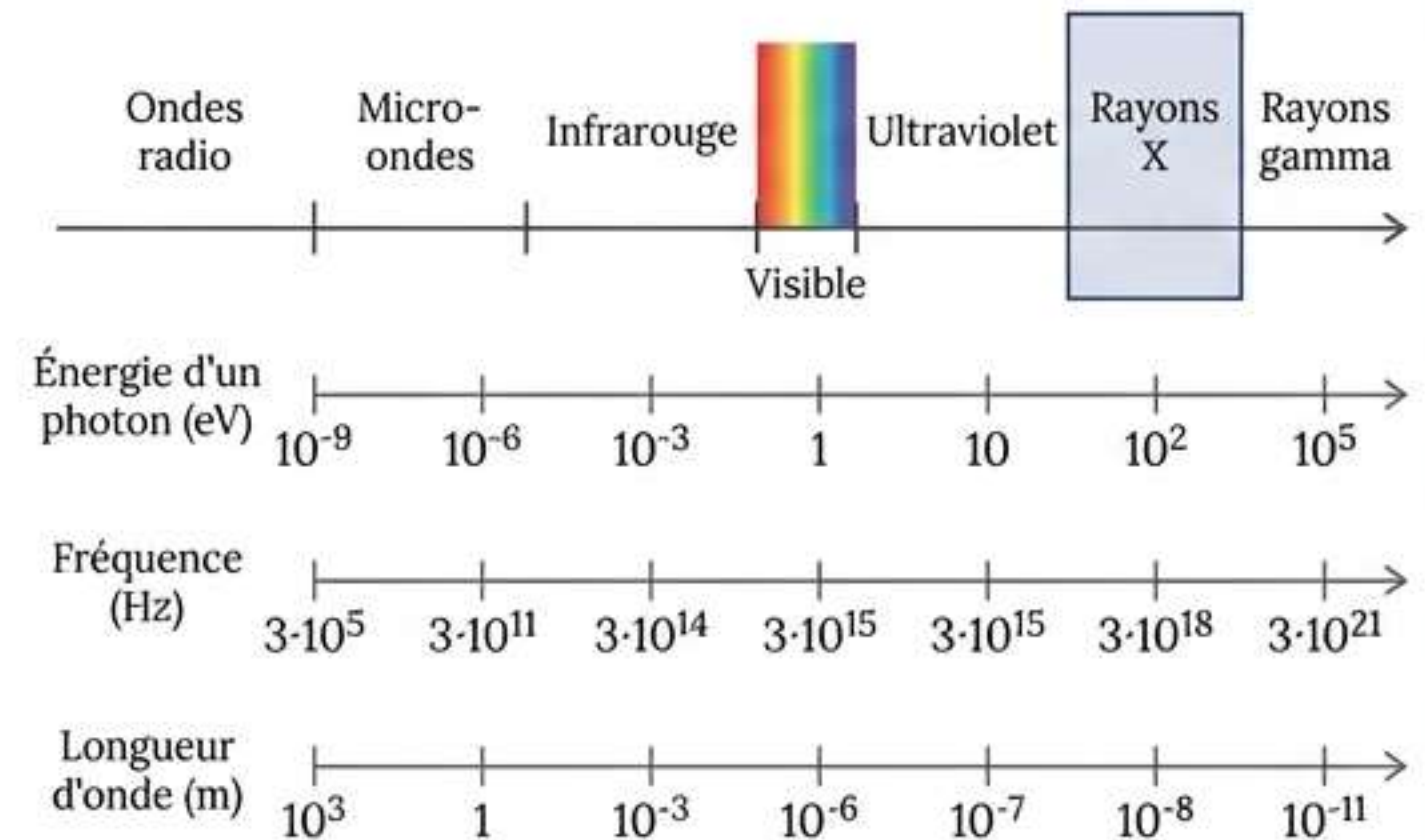 Ondes
radio
Micro-
ondes
Infrarouge
Ultraviolet
Rayons
X
Rayons
gamma
Visible
Énergie d'un
photon (eV)
10⁻⁹ 10⁻⁶ 10⁻³ 1 10 10² 10⁵
Fréquence
(Hz)
3·10⁵ 3·10¹¹ 3·10¹⁴ 3·10¹⁵ 3·10¹⁵ 3·10¹⁸ 3·10²¹
Longueur
d'onde (m)
10³ 1 10⁻³ 10⁻⁶ 10⁻⁷ 10⁻⁸ 10⁻¹¹